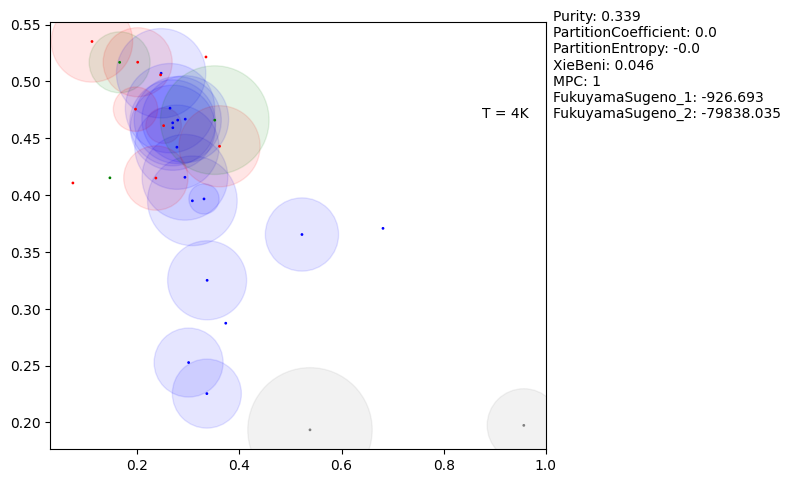 Purity: 0.339
PartitionCoefficient: 0.0
PartitionEntropy: -0.0
XieBeni: 0.046
MPC: 1
FukuyamaSugeno_1: -926.693
FukuyamaSugeno_2: -79838.035
T = 4K
0.55
0.50
0.45
0.40
0.35
0.30
0.25
0.20
0.2 0.4 0.6 0.8 1.0